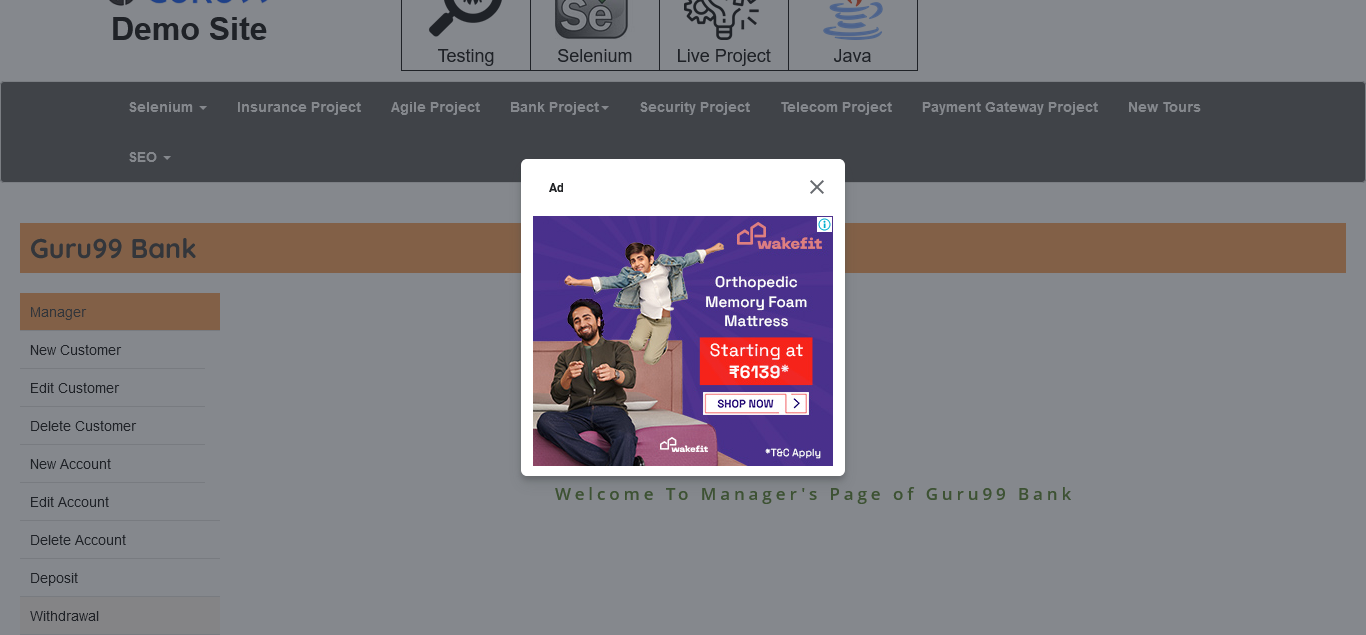 Demo Site
Se
Testing
Selenium
Live Project
Java
Selenium
Insurance Project
Agile Project
Bank Project
Security Project
Telecom Project
Payment Gateway Project
New Tours
SEO
Ad
Guru99 Bank
wakefit
Orthopedic
Memory Foam
Mattress
Starting at
₹6139*
SHOP NOW
wakefit
*T&C Apply
Manager
New Customer
Edit Customer
Delete Customer
New Account
Edit Account
Delete Account
Deposit
Withdrawal
Welcome To Manager's Page of Guru99 Bank